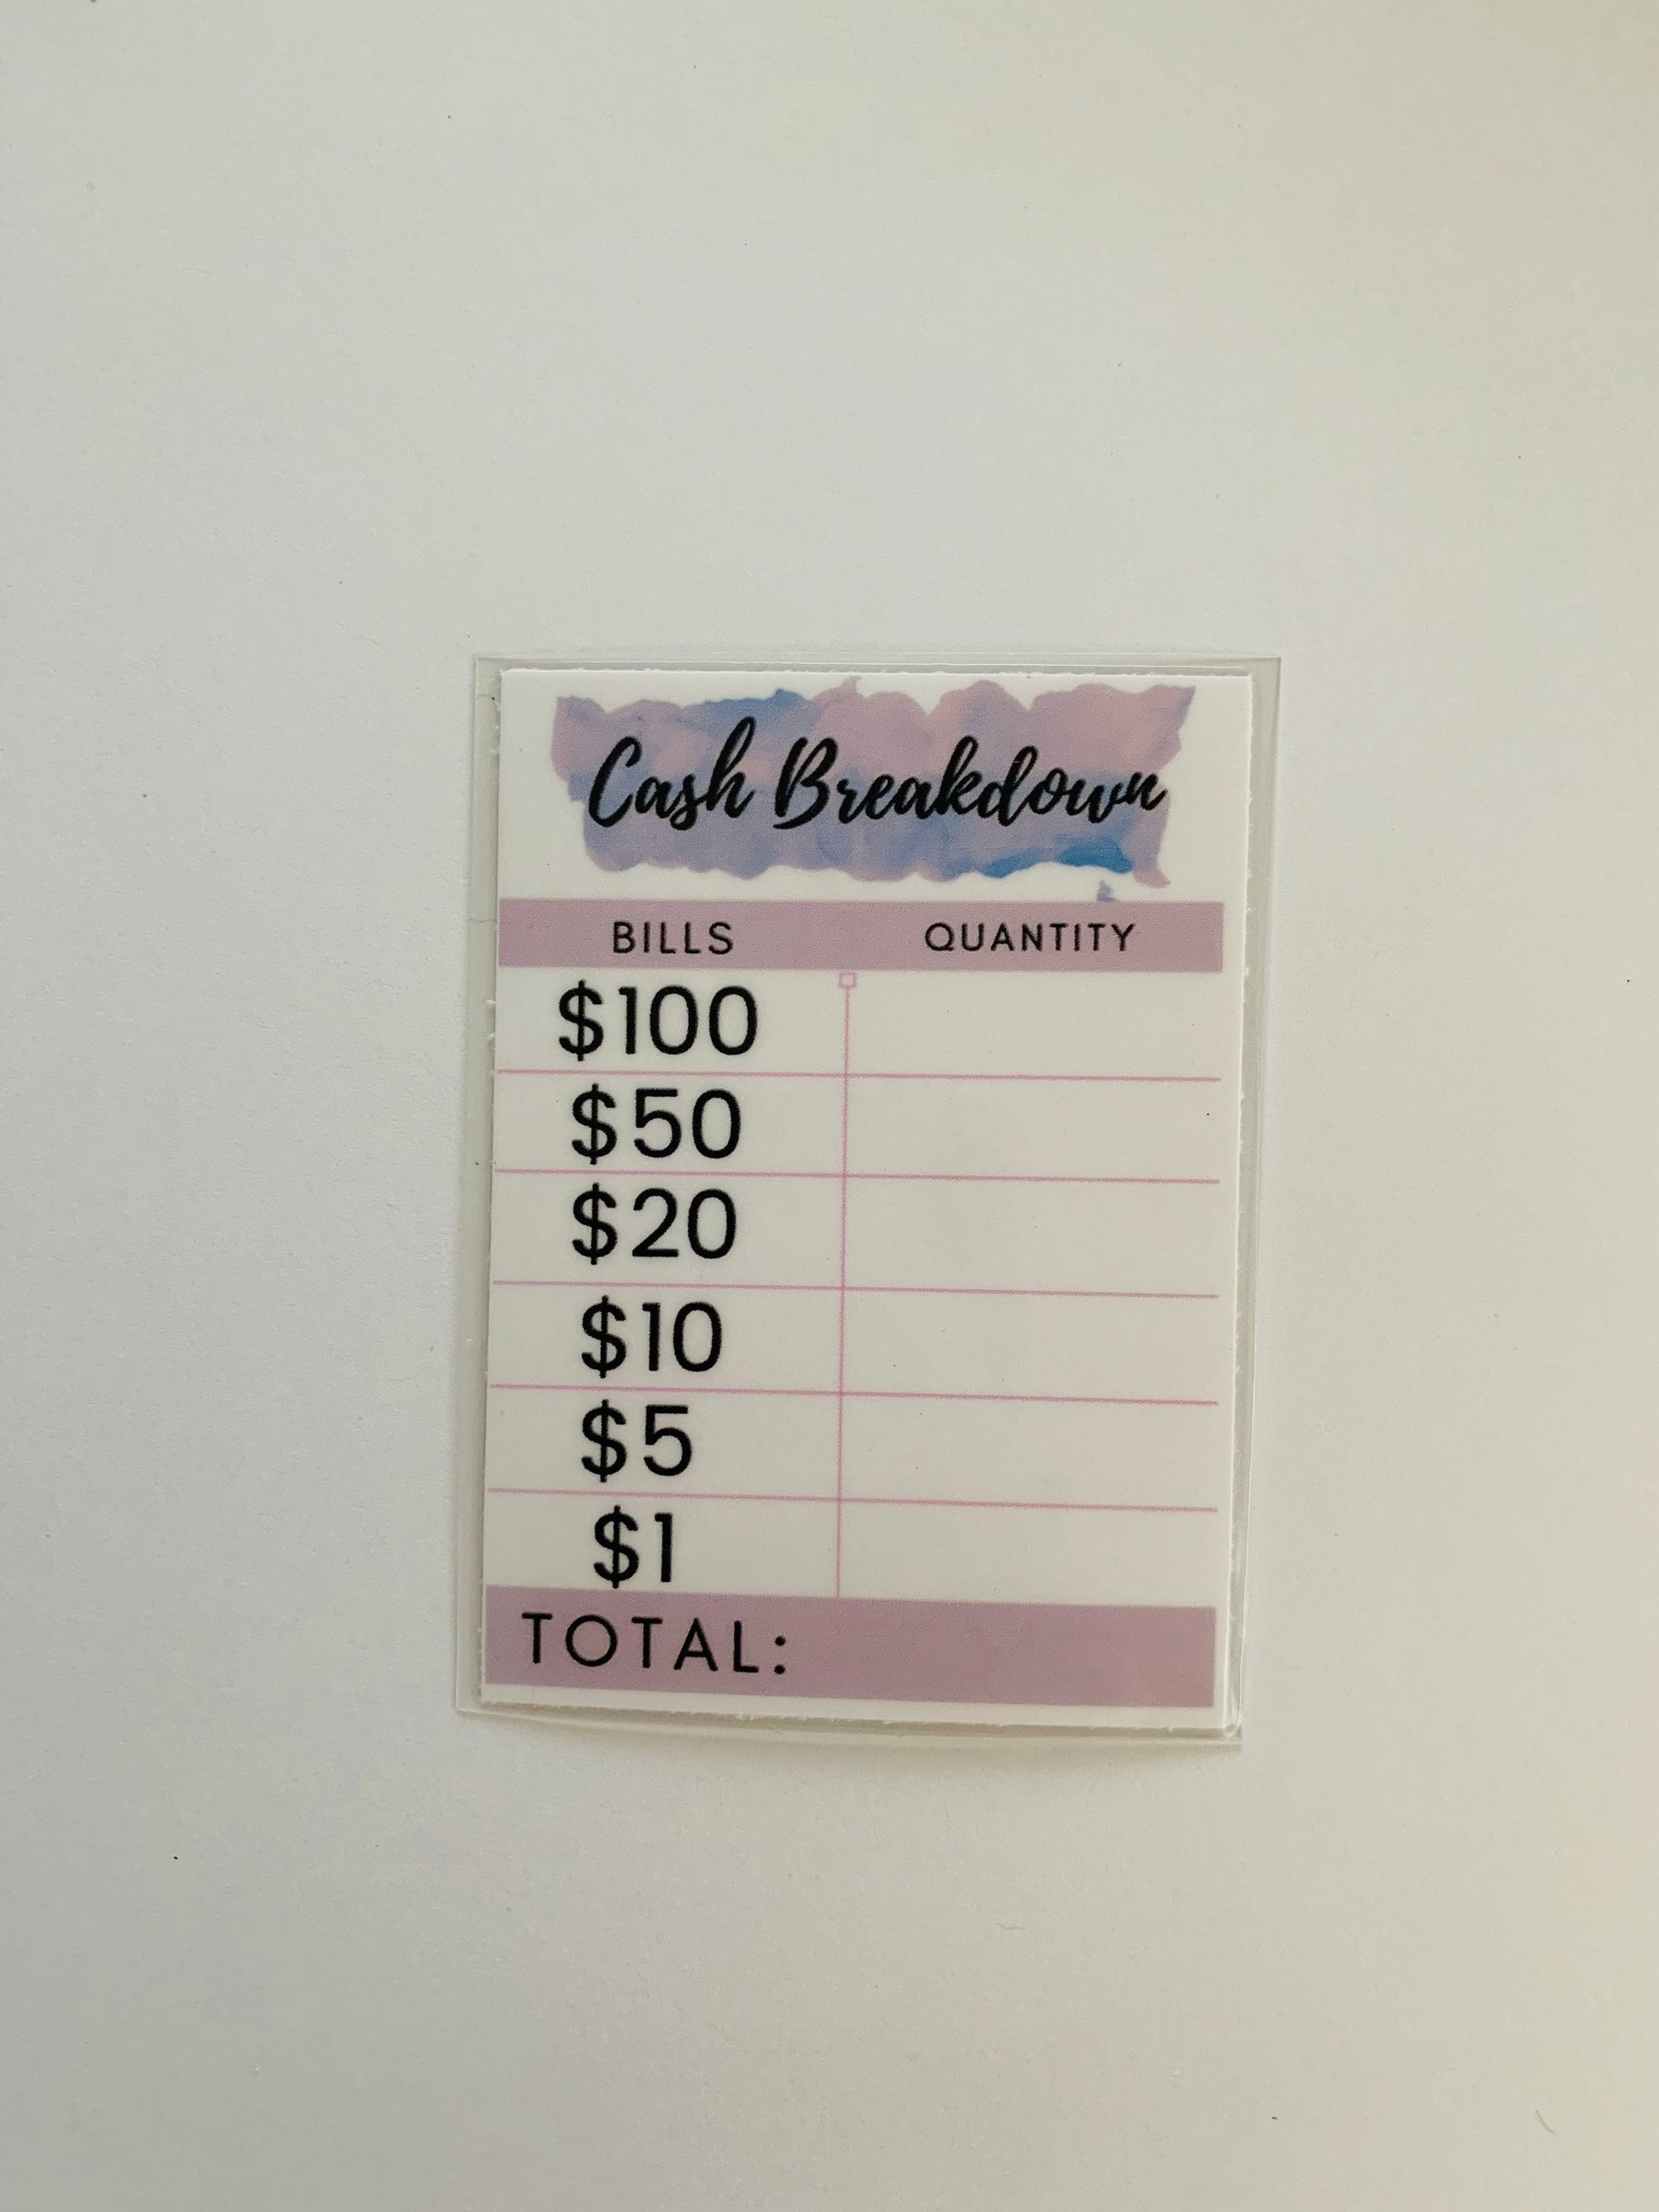 Cash Breakdown
BILLS QUANTITY
$100
$50
$20
$10
$5
$1
TOTAL: